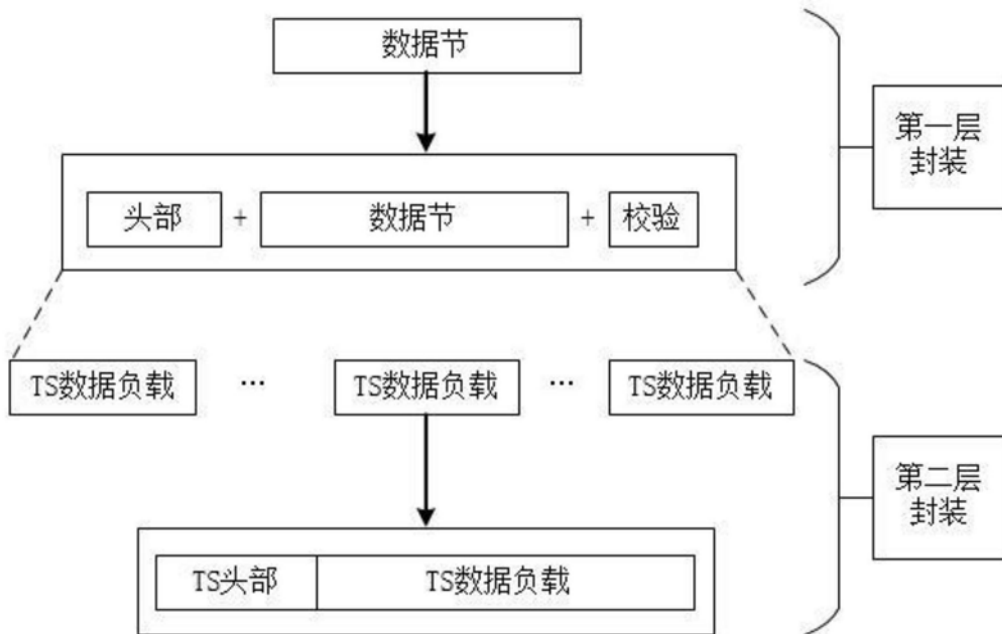 数据节
第一层
封装
头部 + 数据节 + 校验
TS数据负载 … TS数据负载 … TS数据负载
第二层
封装
TS头部 TS数据负载